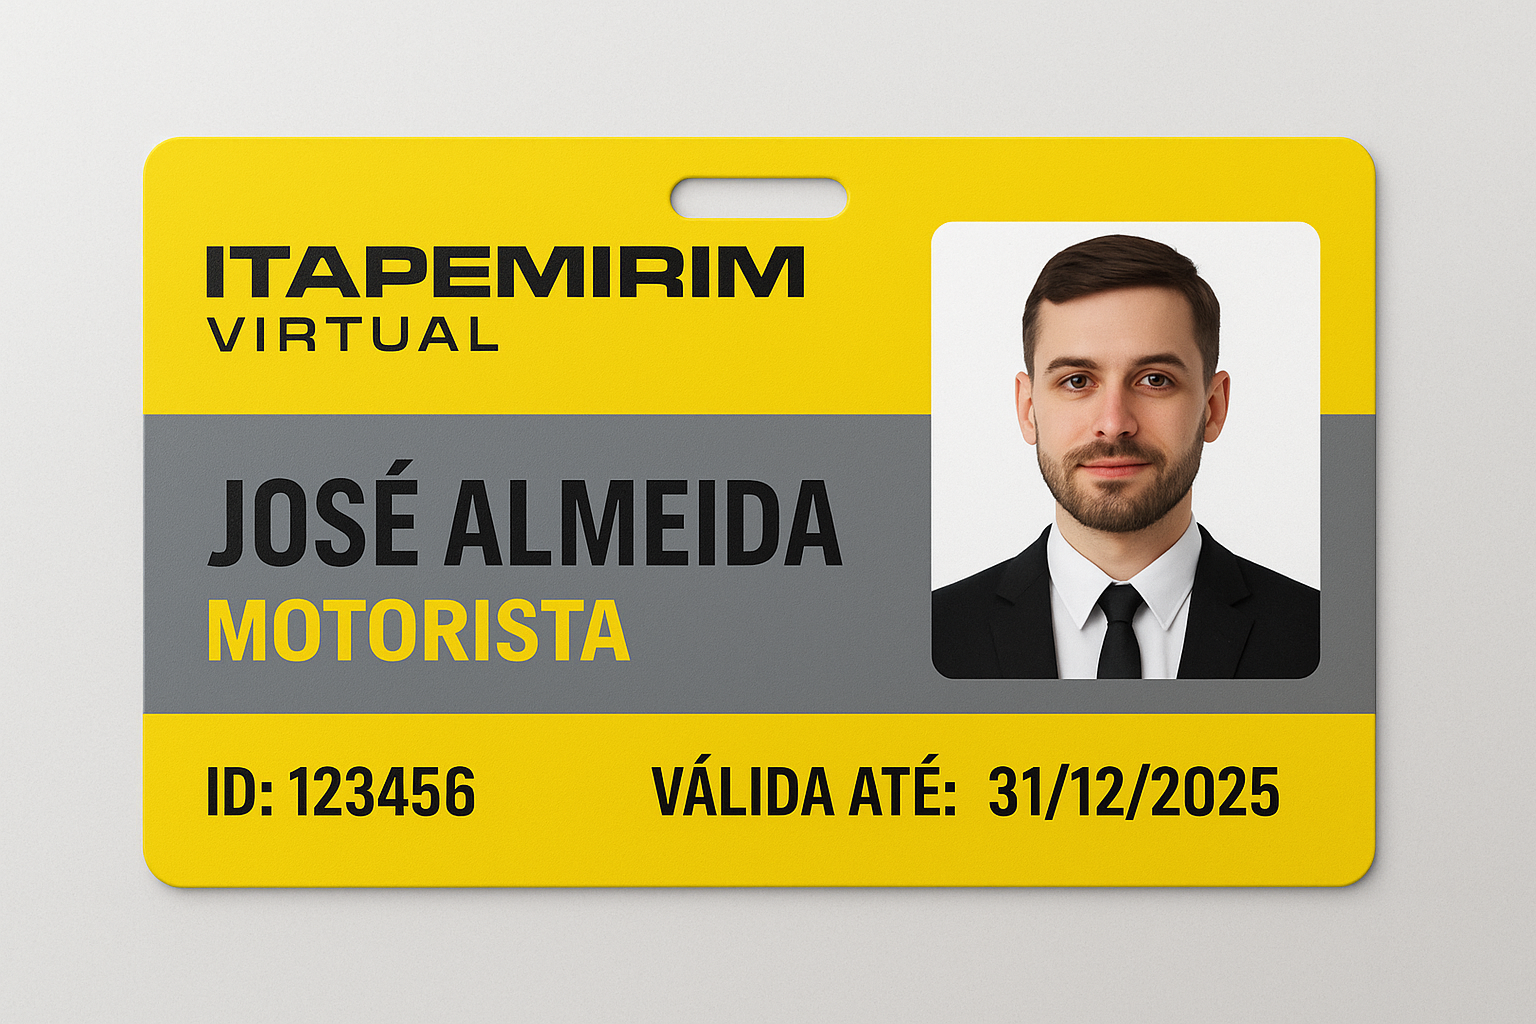 ITAPEMIRIM
VIRTUAL
JOSÉ ALMEIDA
MOTORISTA
ID: 123456
VÁLIDA ATÉ: 31/12/2025